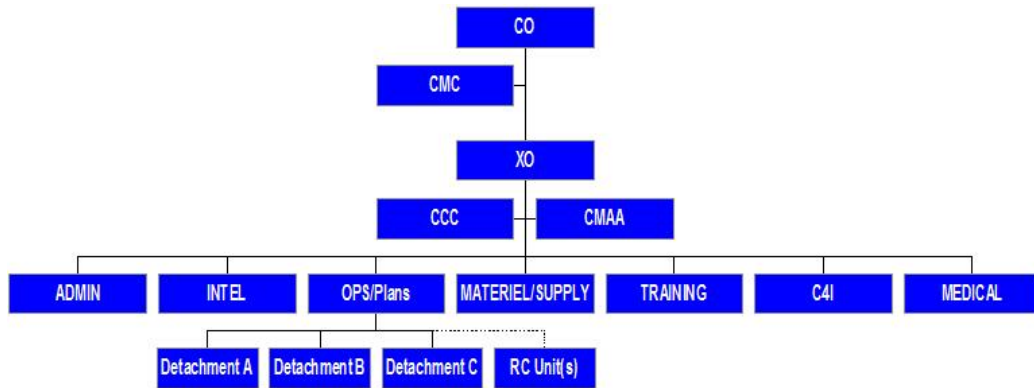 CO
CMC
XO
CCC
CMAA
ADMIN
INTEL
OPS/Plans
MATERIEL/SUPPLY
TRAINING
C4I
MEDICAL
Detachment A
Detachment B
Detachment C
RC Unit(s)